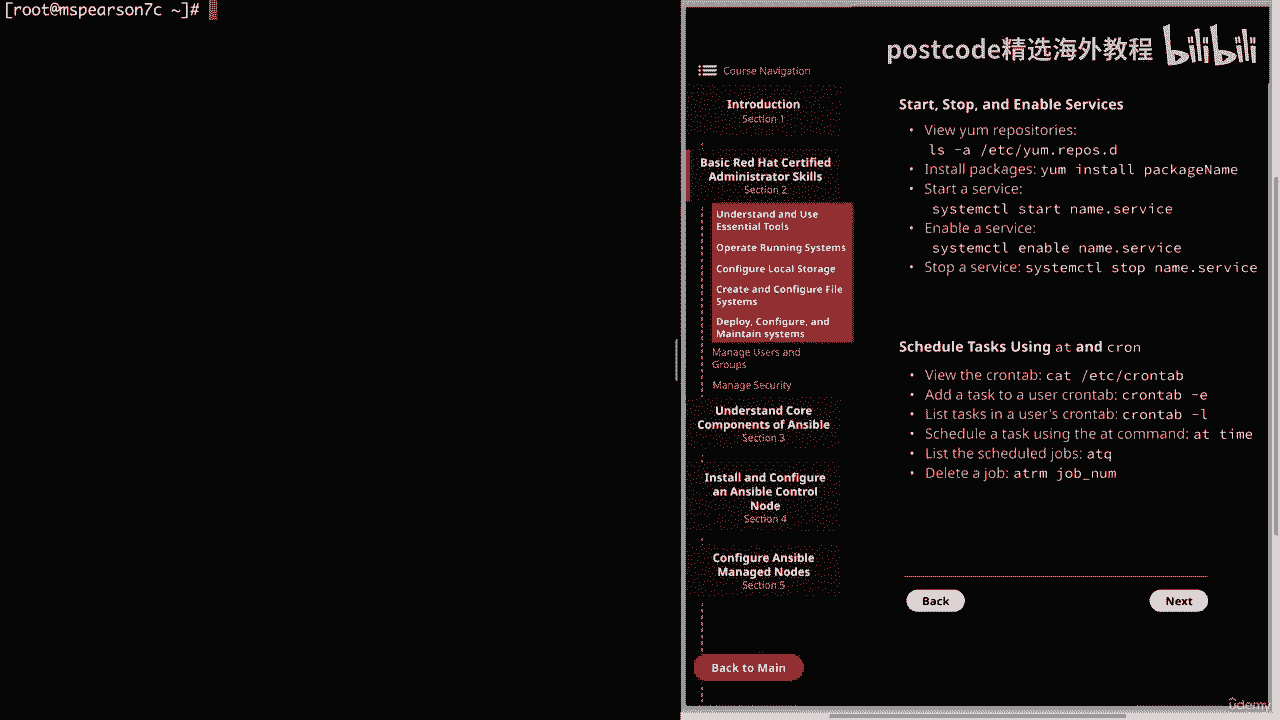 [root@mspearson7c ~]#
postcode精选海外教程 bilibili
Course Navigation
Introduction
Section 1
Basic Red Hat Certified
Administrator Skills
Section 2
Understand and Use
Essential Tools
Operate Running Systems
Configure Local Storage
Create and Configure File
Systems
Deploy, Configure, and
Maintain systems
Manage Users and
Groups
Manage Security
Understand Core
Components of Ansible
Section 3
Install and Configure
an Ansible Control
Node
Section 4
Configure Ansible
Managed Nodes
Section 5
Back to Main
Start, Stop, and Enable Services
• View yum repositories:
ls -a /etc/yum.repos.d
• Install packages: yum install packageName
• Start a service:
systemctl start name.service
• Enable a service:
systemctl enable name.service
• Stop a service: systemctl stop name.service
Schedule Tasks Using at and cron
• View the crontab: cat /etc/crontab
• Add a task to a user crontab: crontab -e
• List tasks in a user's crontab: crontab -l
• Schedule a task using the at command: at time
• List the scheduled jobs: atq
• Delete a job: atrm job_num
Back
Next
ûdemy